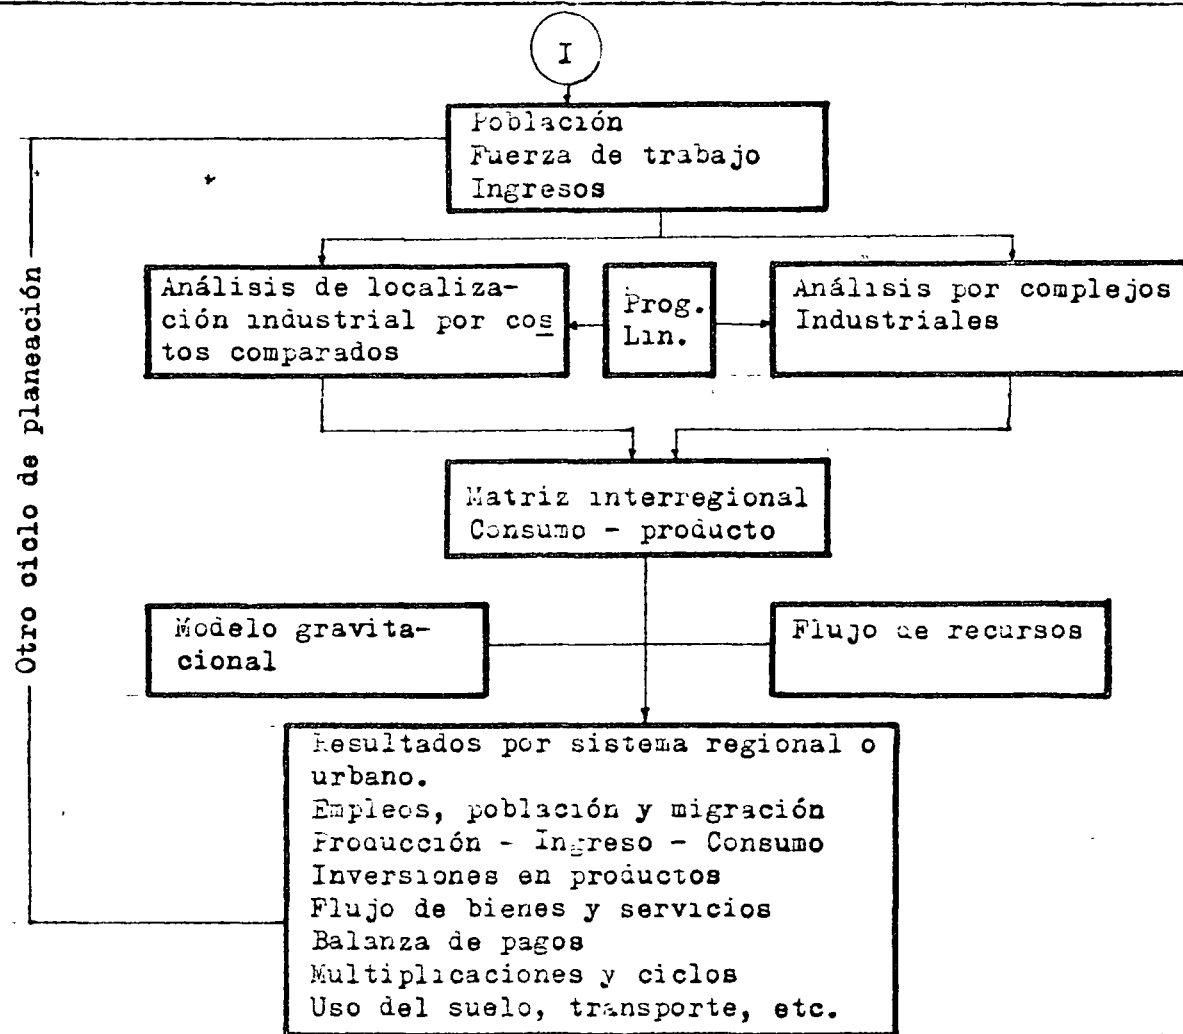 I
Población
Fuerza de trabajo
Ingresos
Análisis de localiza-
ción industrial por cos
tos comparados
Prog.
Lin.
Análisis por complejos
Industriales
Matriz interregional
Consumo - producto
Modelo gravita-
cional
Flujo de recursos
Resultados por sistema regional o
urbano.
Empleos, población y migración
Producción - Ingreso - Consumo
Inversiones en productos
Flujo de bienes y servicios
Balanza de pagos
Multiplicaciones y ciclos
Uso del suelo, transporte, etc.
Otro ciclo de planeación